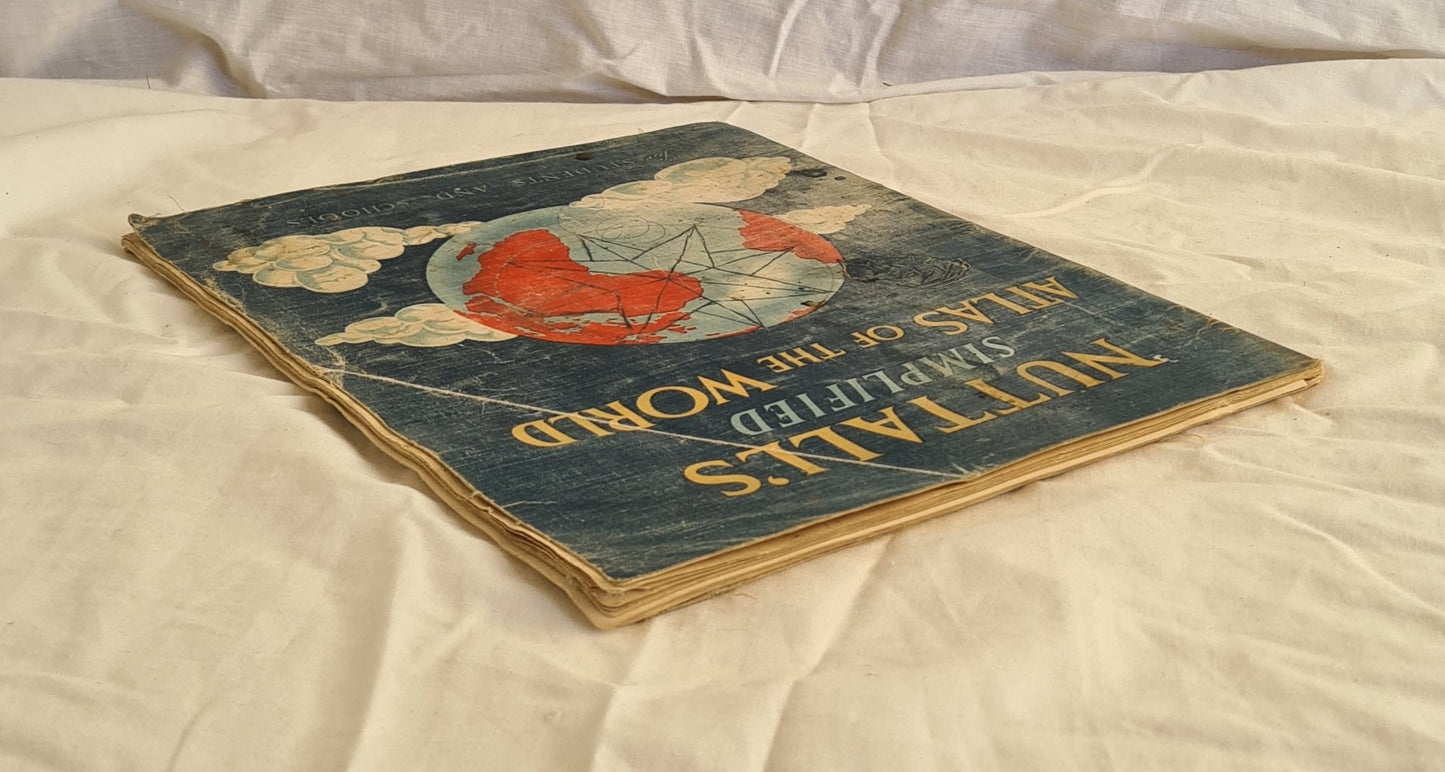 NUTTALL'S
SIMPLIFIED
ATLAS OF THE WORLD
for STUDENTS AND SCHOOLS